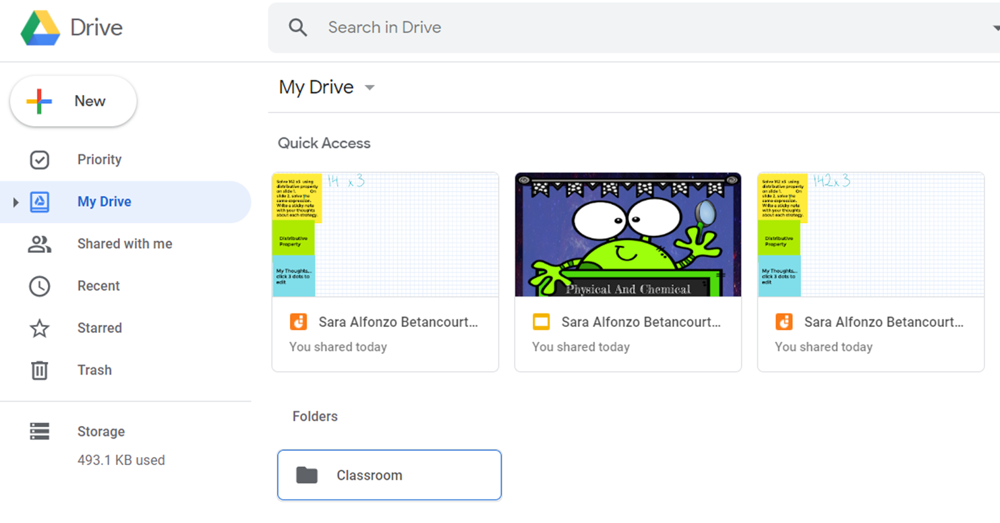 Drive
Search in Drive
New
Priority
My Drive
Shared with me
Recent
Starred
Trash
Storage
493.1 KB used
My Drive
Quick Access
Solve 142 x3 using
distributive property
on slide 1. On
slide 2, solve the
same expression.
Write a sticky note
with your thoughts
about each strategy.
14 x3
Distributive
Property
My Thoughts...
click 3 dots to
edit
Sara Alfonzo Betancourt...
You shared today
Physical And Chemical
Sara Alfonzo Betancourt...
You shared today
Solve 142 x3 using
distributive property
on slide 1. On
slide 2, solve the
same expression.
Write a sticky note
with your thoughts
about each strategy.
142x3
Distributive
Property
My Thoughts...
click 3 dots to
edit
Sara Alfonzo Betancourt...
You shared today
Folders
Classroom